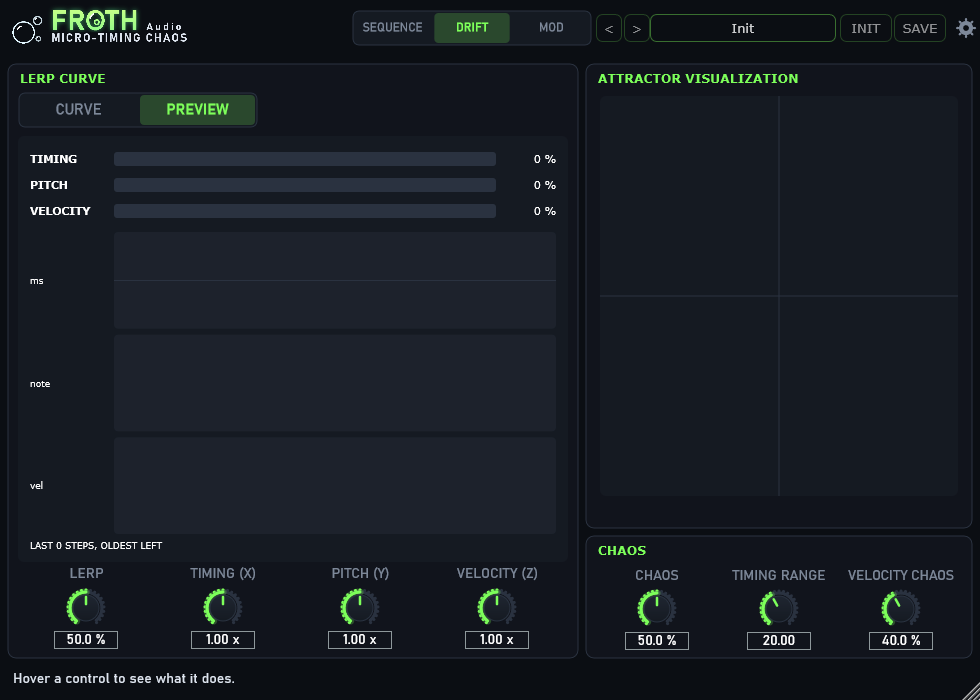 FROTH Audio
MICRO-TIMING CHAOS
SEQUENCE DRIFT MOD
< > Init INIT SAVE
LERP CURVE
CURVE PREVIEW
TIMING 0 %
PITCH 0 %
VELOCITY 0 %
ms
note
vel
LAST 0 STEPS, OLDEST LEFT
LERP TIMING (X) PITCH (Y) VELOCITY (Z)
50.0 % 1.00 x 1.00 x 1.00 x
ATTRACTOR VISUALIZATION
CHAOS
CHAOS TIMING RANGE VELOCITY CHAOS
50.0 % 20.00 40.0 %
Hover a control to see what it does.